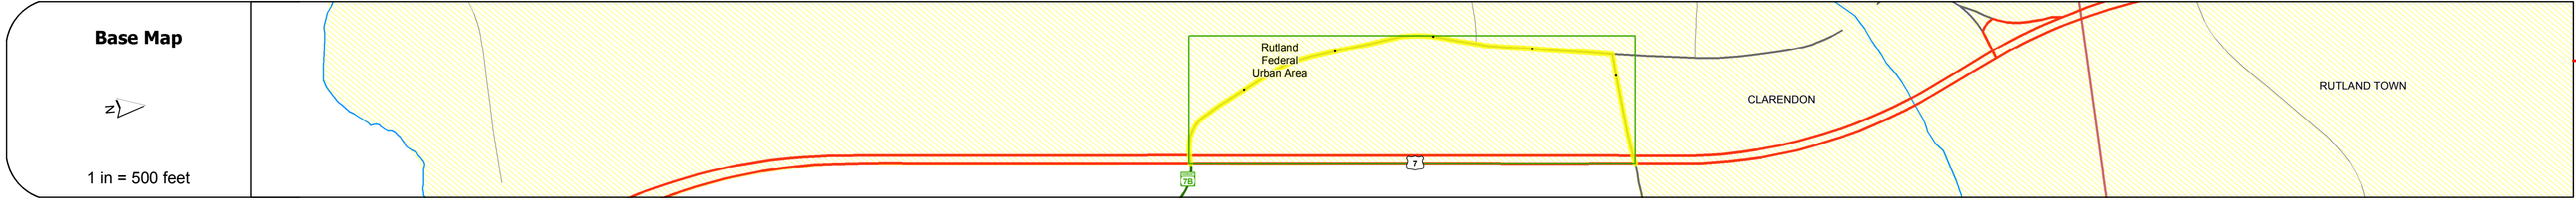 Base Map
N
1 in = 500 feet
Rutland
Federal
Urban Area
7B
7
CLARENDON
RUTLAND TOWN